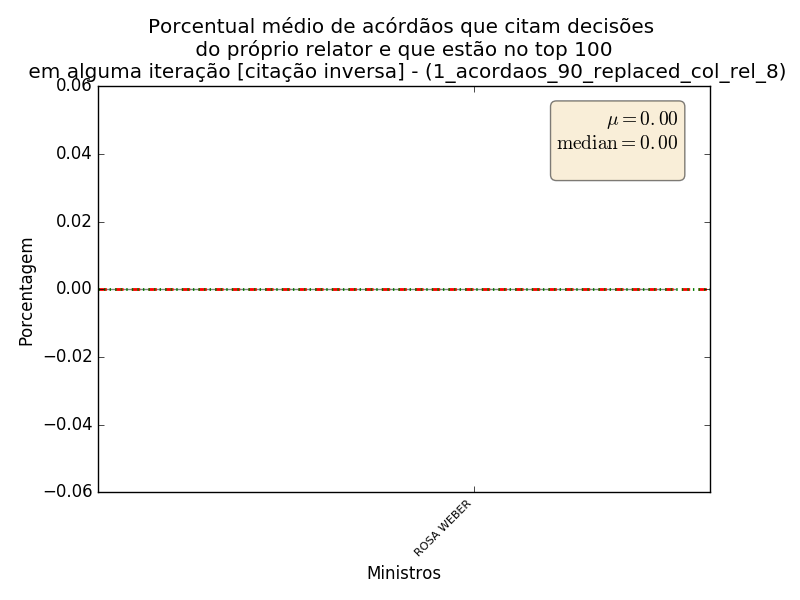 Porcentual médio de acórdãos que citam decisões
do próprio relator e que estão no top 100
em alguma iteração [citação inversa] - (1_acordaos_90_replaced_col_rel_8)
μ = 0.00
median = 0.00
0.06
0.04
0.02
0.00
−0.02
−0.04
−0.06
Porcentagem
ROSA WEBER
Ministros